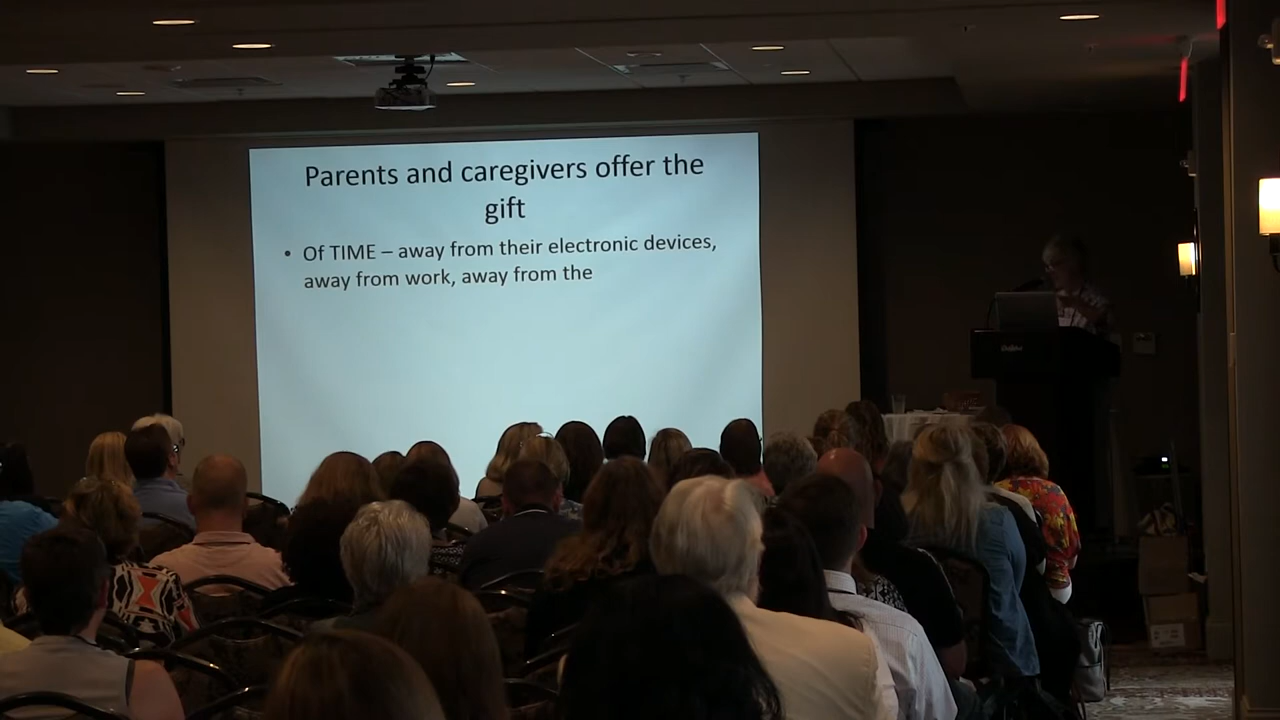 Parents and caregivers offer the
gift
• Of TIME – away from their electronic devices,
away from work, away from the